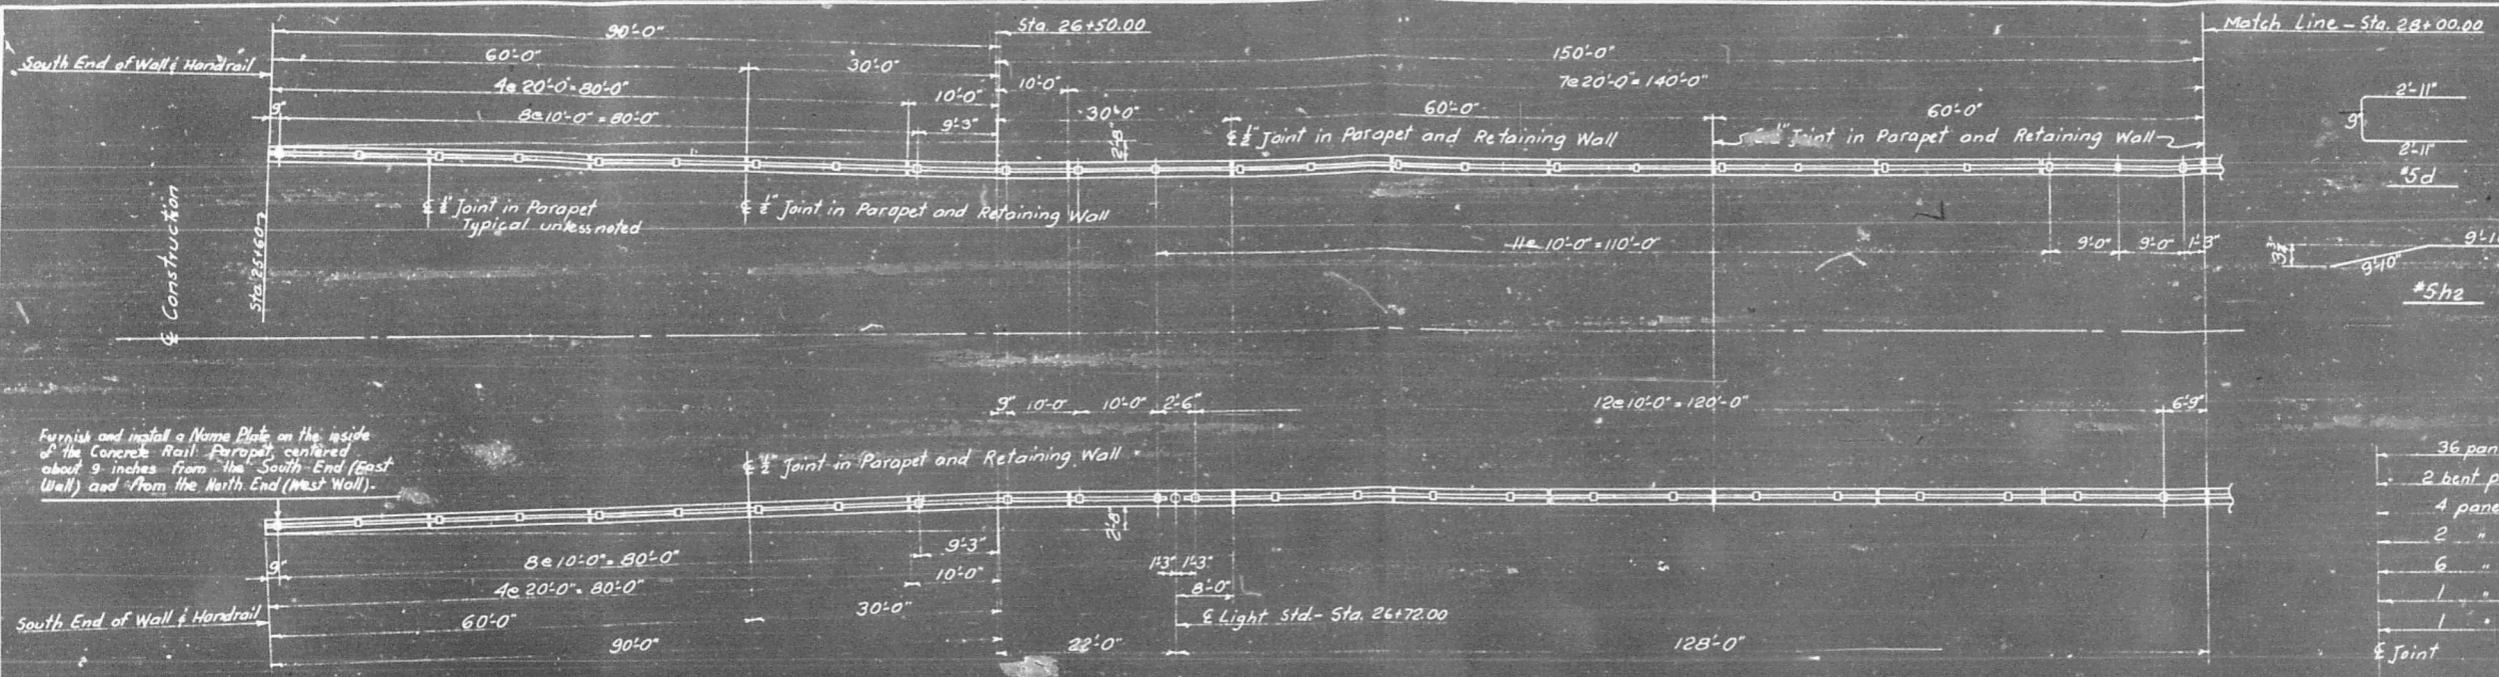 Sta. 26+50.00
Match Line - Sta. 28+00.00
90'-0"
150'-0"
South End of Wall & Handrail
60'-0"
30'-0"
7@20'-0"=140'-0"
4@20'-0"=80'-0"
10'-0"
10'-0"
2'-11"
9"
8@10'-0"=80'-0"
9'-3"
30'-0"
60'-0"
60'-0"
9"
2'-8"
℄ ½" Joint in Parapet and Retaining Wall
Joint in Parapet and Retaining Wall
2'-11"
#5d
℄ Construction
Sta. 25+60
℄ ½" Joint in Parapet
Typical unless noted
℄ ½" Joint in Parapet and Retaining Wall
11@10'-0"=110'-0"
9'-0" 9'-0" 1'-3"
9'-10"
#5h2
9" 10'-0" 10'-0" 2'-6"
12@10'-0"=120'-0"
6'-9"
Furnish and install a Name Plate on the inside
of the Concrete Rail Parapet, centered
about 9 inches from the South End (East
Wall) and from the North End (West Wall).
℄ ½" Joint in Parapet and Retaining Wall
36 pan
2 bent p
4 pane
2 "
6 "
1 "
1 "
℄ Joint
2'-8"
9"
8@10'-0"=80'-0"
9'-3"
4@20'-0"=80'-0"
10'-0"
1'-3" 1'-3"
8'-0"
South End of Wall & Handrail
60'-0"
30'-0"
℄ Light Std. - Sta. 26+72.00
90'-0"
22'-0"
128'-0"